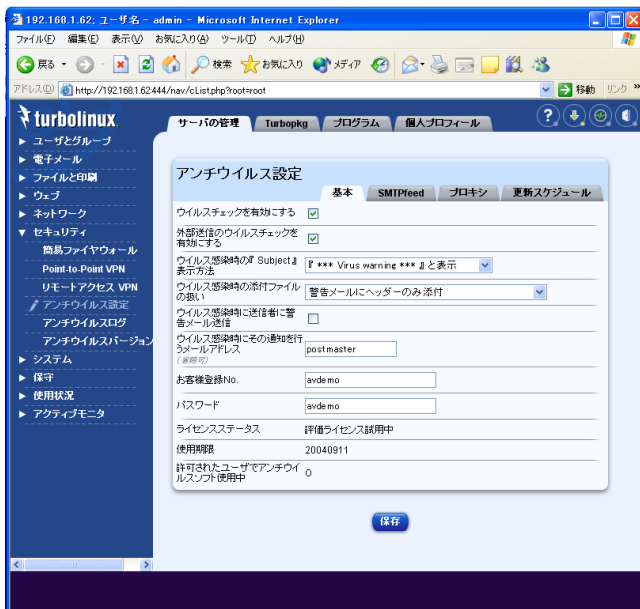 192.168.1.62; ユーザ名 - admin - Microsoft Internet Explorer
ファイル(F) 編集(E) 表示(V) お気に入り(A) ツール(T) ヘルプ(H)
戻る 検索 お気に入り メディア
アドレス(D) http://192.168.1.62:444/nav/cList.php?root=root 移動 リンク »
turbolinux
サーバの管理 Turbopkg プログラム 個人プロフィール
ユーザとグループ
電子メール
ファイルと印刷
ウェブ
ネットワーク
セキュリティ
簡易ファイヤウォール
Point-to-Point VPN
リモートアクセス VPN
アンチウイルス設定
アンチウイルスログ
アンチウイルスバージョン
システム
保守
使用状況
アクティブモニタ
アンチウイルス設定
基本 SMTPfeed プロキシ 更新スケジュール
ウイルスチェックを有効にする
外部送信のウイルスチェックを
有効にする
ウイルス感染時の『 Subject 』
表示方法
『 *** Virus warning *** 』と表示
ウイルス感染時の添付ファイル
の扱い
警告メールにヘッダーのみ添付
ウイルス感染時に送信者に警
告メール送信
ウイルス感染時にその通知を行
うメールアドレス
(省略可)
postmaster
お客様登録No. avdemo
パスワード avdemo
ライセンスステータス 評価ライセンス試用中
使用期限 20040911
許可されたユーザでアンチウイ
ルスソフト使用中
0
保存